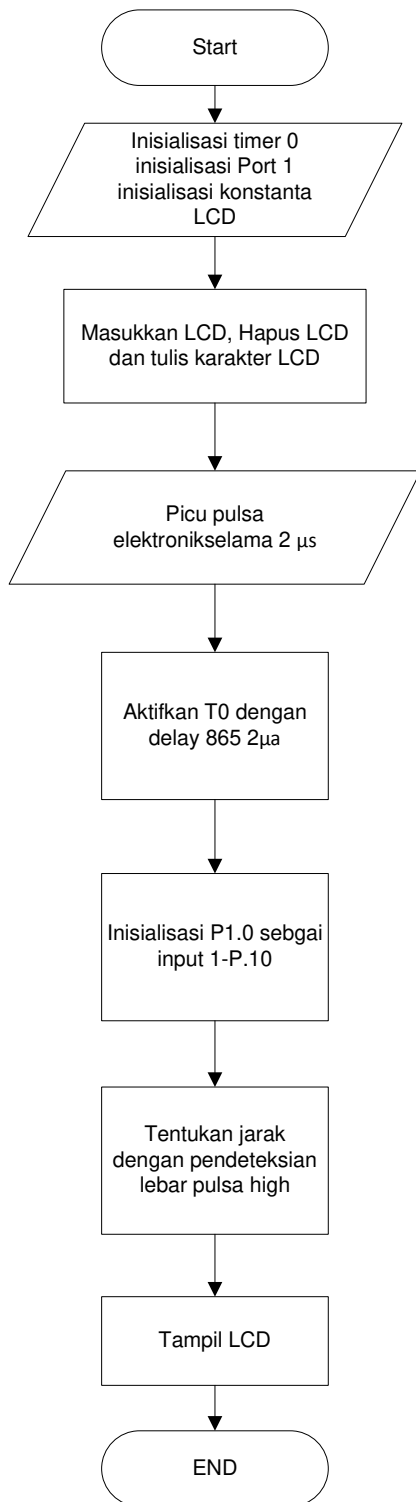 Start
Inisialisasi timer 0
inisialisasi Port 1
inisialisasi konstanta
LCD
Masukkan LCD, Hapus LCD
dan tulis karakter LCD
Picu pulsa
elektronikselama 2 µs
Aktifkan T0 dengan
delay 865 2µa
Inisialisasi P1.0 sebgai
input 1-P.10
Tentukan jarak
dengan pendeteksian
lebar pulsa high
Tampil LCD
END